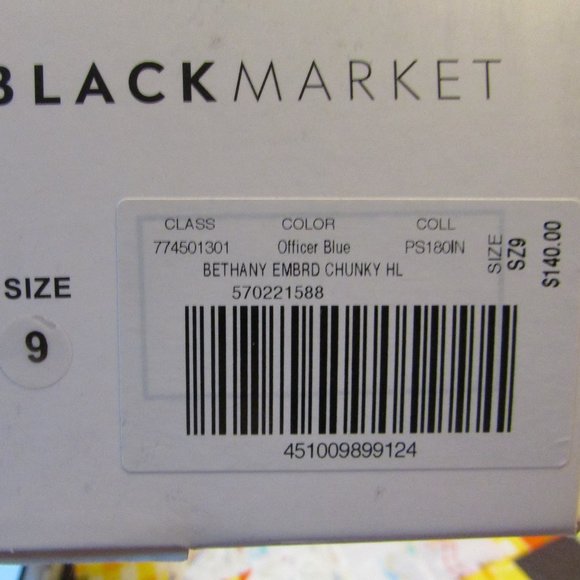 BLACKMARKET
CLASS COLOR COLL
774501301 Officer Blue PS180IN
BETHANY EMBRD CHUNKY HL
570221588
451009899124
SIZE
SZ9
$140.00
SIZE
9